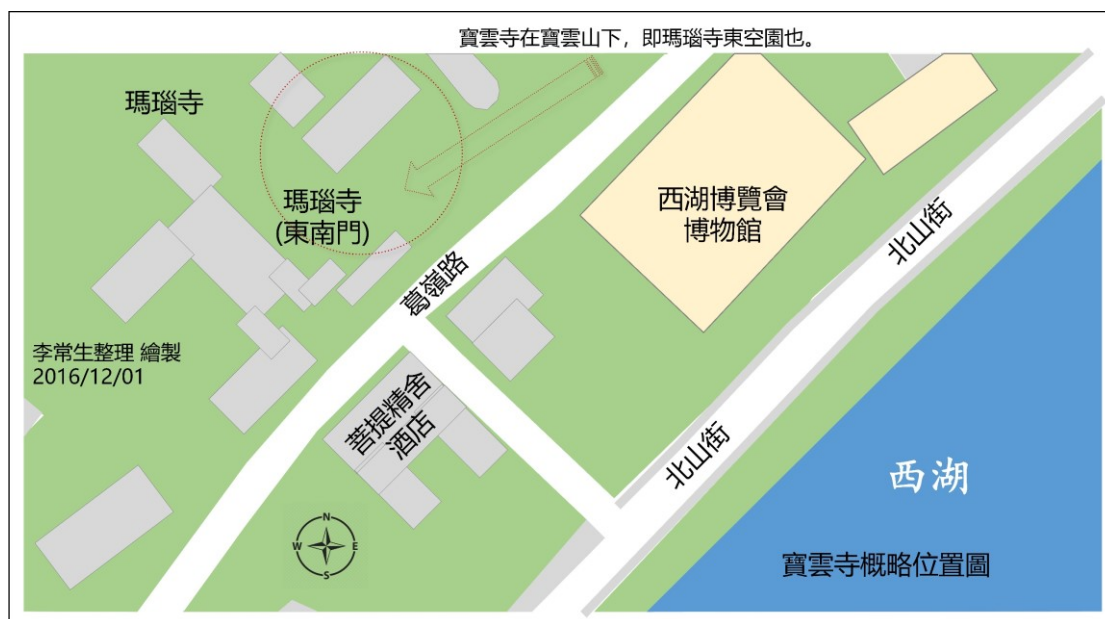 寶雲寺在寶雲山下，即瑪瑙寺東空園也。
瑪瑙寺
瑪瑙寺
(東南門)
西湖博覽會
博物館
北山街
葛嶺路
李常生整理 繪製
2016/12/01
菩提精舍
酒店
北山街
西湖
N
W
E
S
寶雲寺概略位置圖